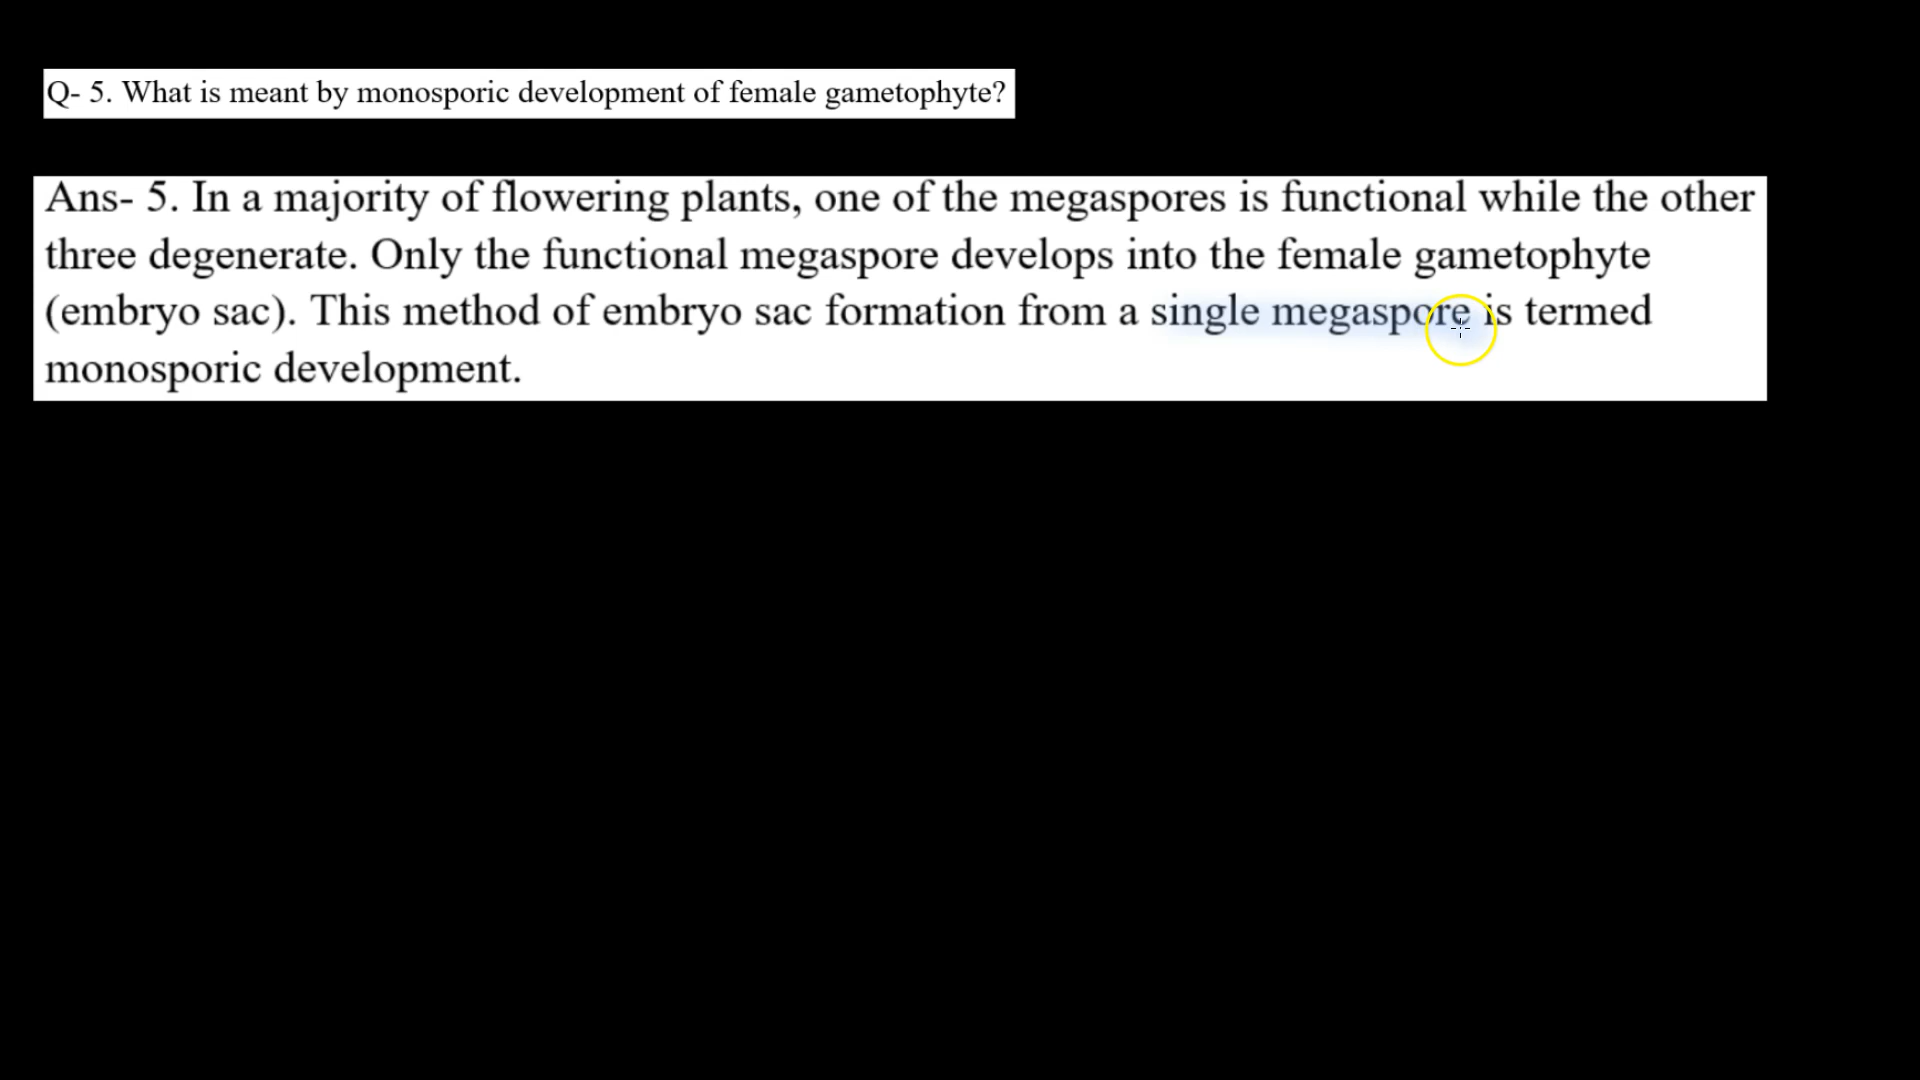 Q- 5. What is meant by monosporic development of female gametophyte?
Ans- 5. In a majority of flowering plants, one of the megaspores is functional while the other
three degenerate. Only the functional megaspore develops into the female gametophyte
(embryo sac). This method of embryo sac formation from a single megaspore is termed
monosporic development.